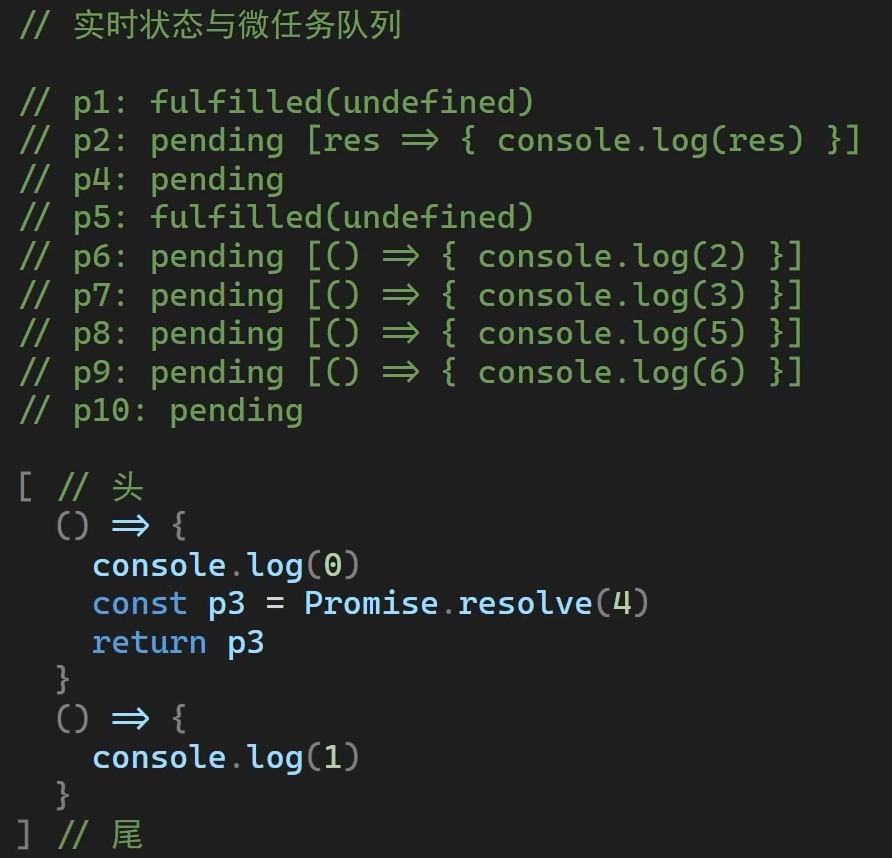 // 实时状态与微任务队列
// p1: fulfilled(undefined)
// p2: pending [res => { console.log(res) }]
// p4: pending
// p5: fulfilled(undefined)
// p6: pending [() => { console.log(2) }]
// p7: pending [() => { console.log(3) }]
// p8: pending [() => { console.log(5) }]
// p9: pending [() => { console.log(6) }]
// p10: pending
[ // 头
() => {
console.log(0)
const p3 = Promise.resolve(4)
return p3
}
() => {
console.log(1)
}
] // 尾